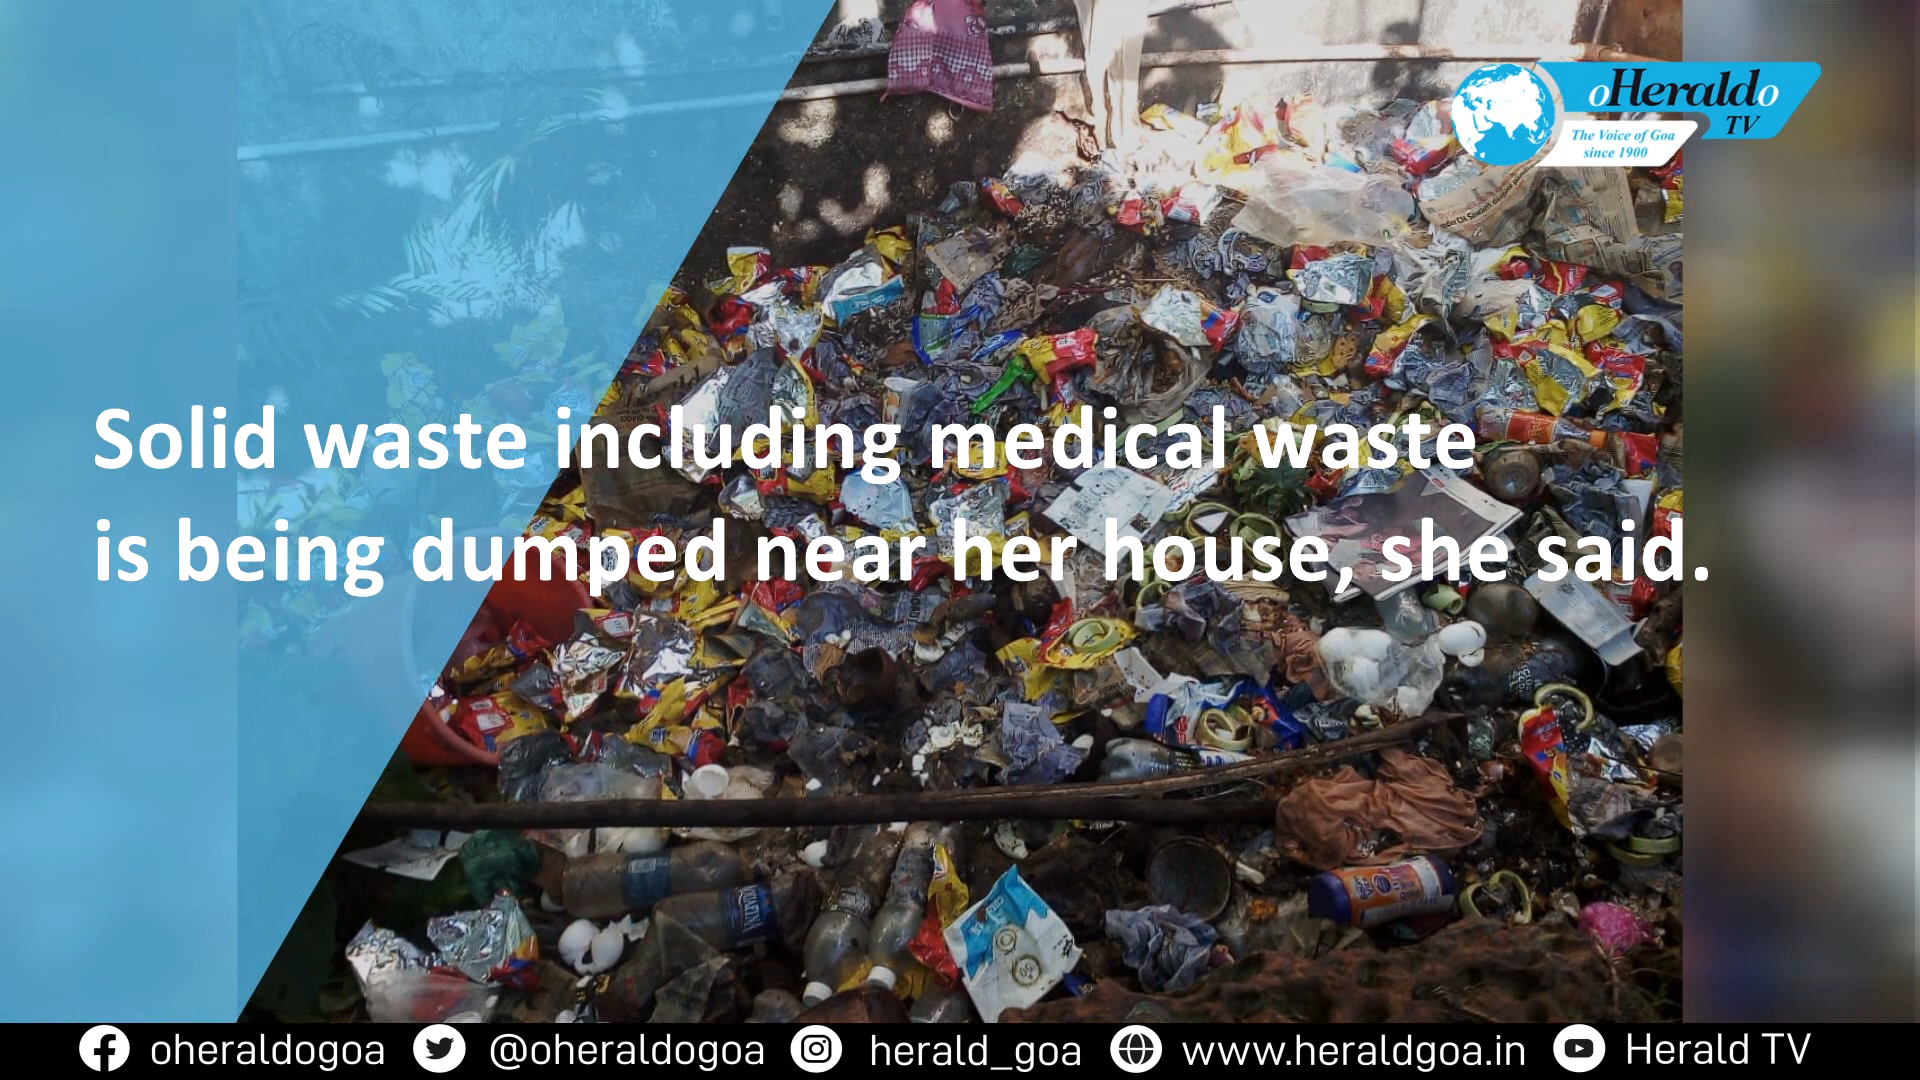 oHeraldo
TV
The Voice of Goa
since 1900
Solid waste including medical waste
is being dumped near her house, she said.
oheraldogoa
@oheraldogoa
herald_goa
www.heraldgoa.in
Herald TV